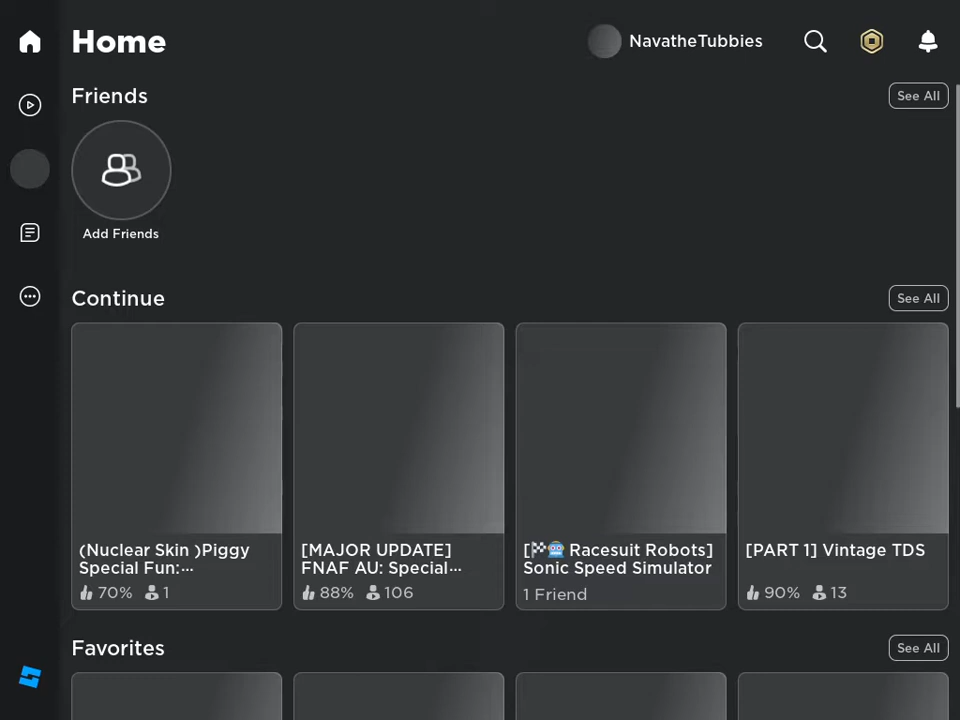 Home
NavatheTubbies
Friends
See All
Add Friends
Continue
See All
(Nuclear Skin )Piggy
Special Fun:...
70% 1
[MAJOR UPDATE]
FNAF AU: Special...
88% 106
[🏁🤖 Racesuit Robots]
Sonic Speed Simulator
1 Friend
[PART 1] Vintage TDS
90% 13
Favorites
See All